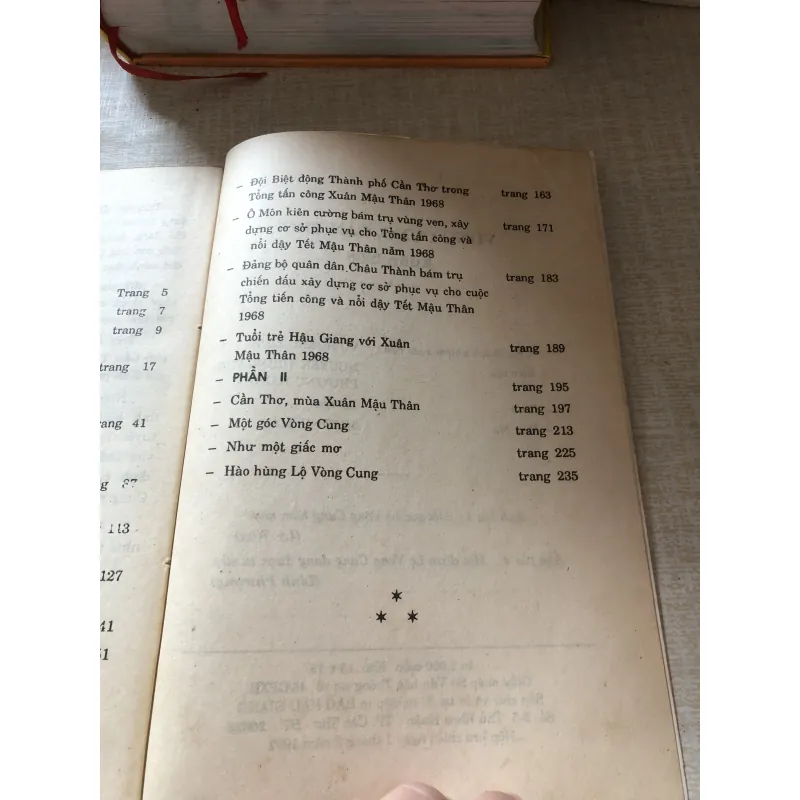 Trang 5
trang 7
trang 9
trang 17
41
113
127
– Đội Biệt động Thành phố Cần Thơ trong trang 163
Tổng tấn công Xuân Mậu Thân 1968
– Ô Môn kiên cường bám trụ vùng ven, xây trang 171
dựng cơ sở phục vụ cho Tổng tấn công và
nổi dậy Tết Mậu Thân năm 1968
– Đảng bộ quân dân Châu Thành bám trụ trang 183
chiến đấu xây dựng cơ sở phục vụ cho cuộc
Tổng tiến công và nổi dậy Tết Mậu Thân
1968
– Tuổi trẻ Hậu Giang với Xuân trang 189
Mậu Thân 1968
– PHẦN II trang 195
– Cần Thơ, mùa Xuân Mậu Thân trang 197
– Một góc Vòng Cung trang 213
– Như một giấc mơ trang 225
– Hào hùng Lộ Vòng Cung trang 235